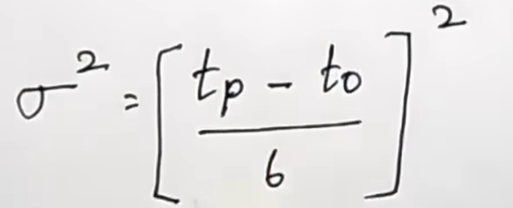 σ² = [(tp - to) / 6]²